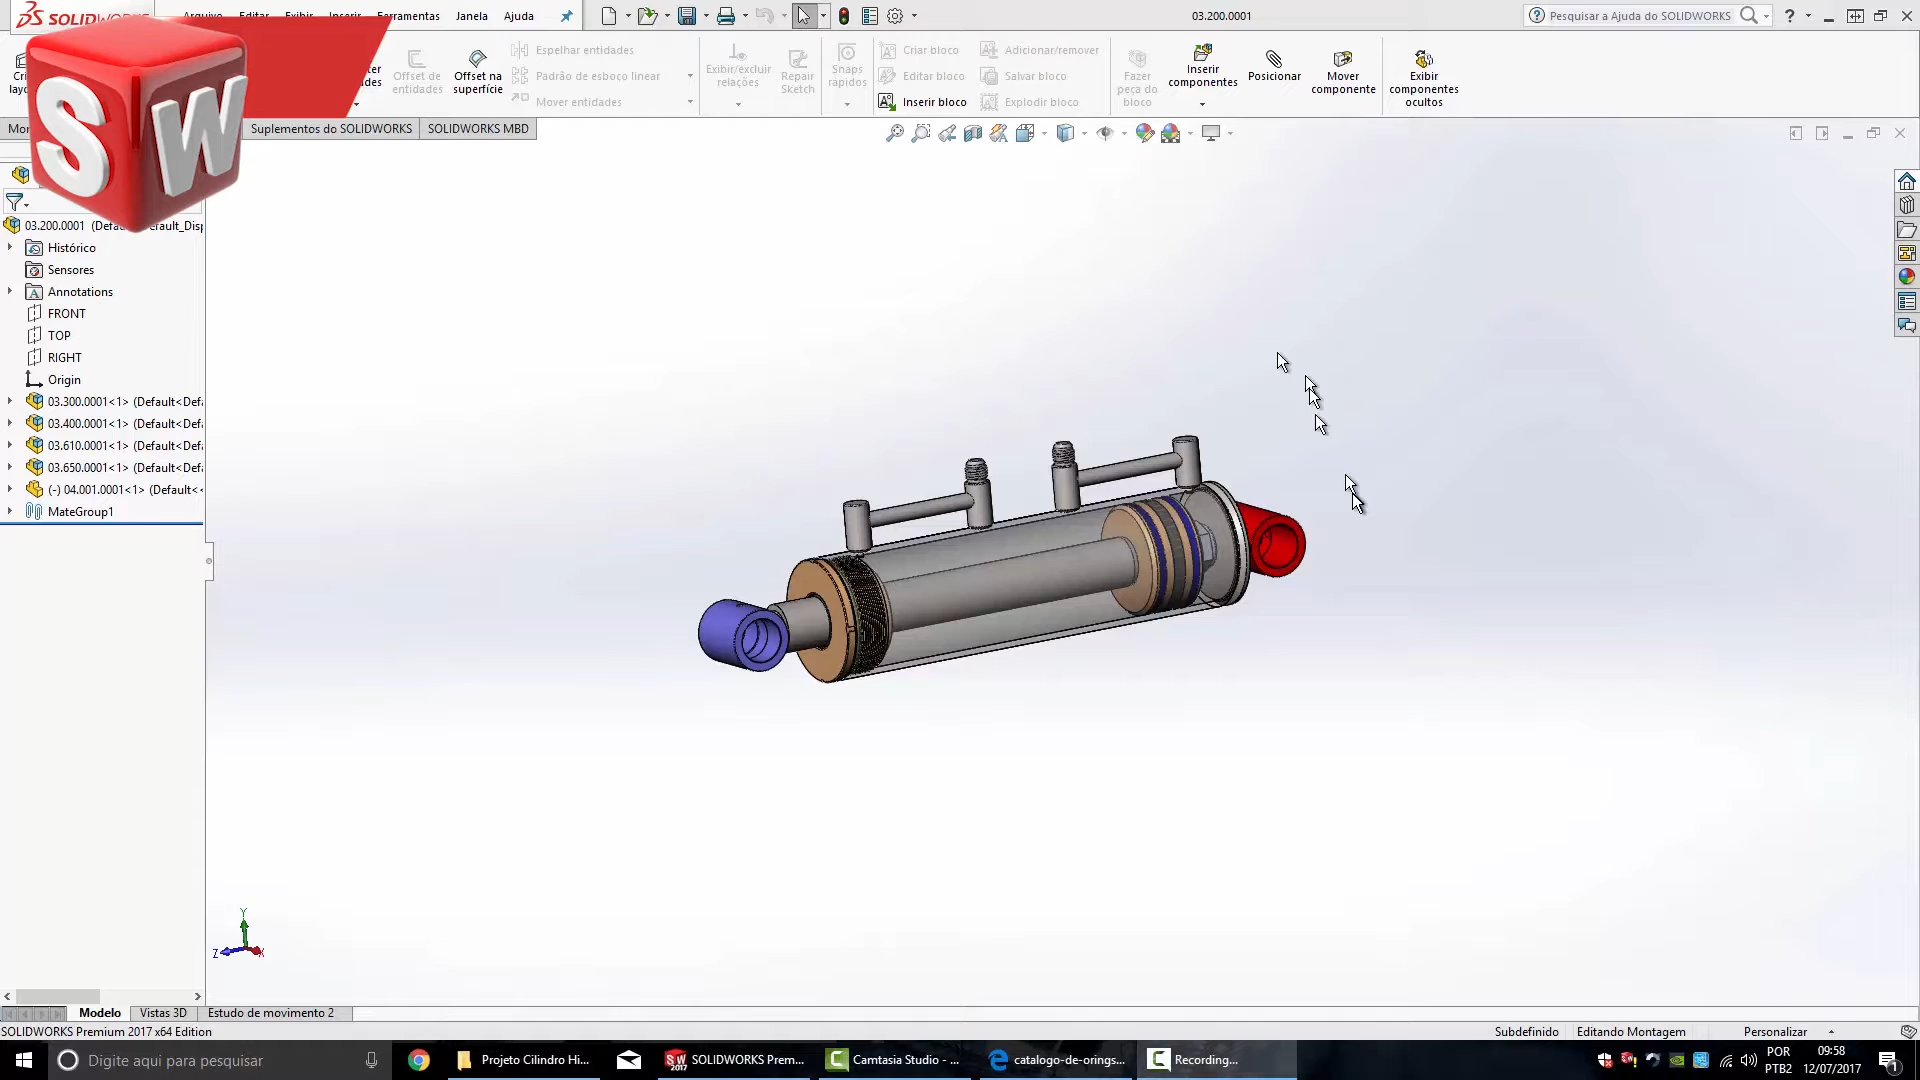 SOLIDWORKS
Arquivo Editar Exibir Inserir Ferramentas Janela Ajuda
03.200.0001
Pesquisar a Ajuda do SOLIDWORKS
Offset de entidades
Offset na superfície
Espelhar entidades
Padrão de esboço linear
Mover entidades
Exibir/excluir relações
Repair Sketch
Snaps rápidos
Criar bloco
Editar bloco
Inserir bloco
Adicionar/remover
Salvar bloco
Explodir bloco
Fazer peça do bloco
Inserir componentes
Posicionar
Mover componente
Exibir componentes ocultos
Suplementos do SOLIDWORKS
SOLIDWORKS MBD
SW
03.200.0001
Histórico
Sensores
Annotations
FRONT
TOP
RIGHT
Origin
03.300.0001<1> (Default<Def
03.400.0001<1> (Default<Def
03.610.0001<1> (Default<Def
03.650.0001<1> (Default<Def
(-) 04.001.0001<1> (Default<<
MateGroup1
Y
Z
X
Modelo
Vistas 3D
Estudo de movimento 2
SOLIDWORKS Premium 2017 x64 Edition
Subdefinido
Editando Montagem
Personalizar
Digite aqui para pesquisar
Projeto Cilindro Hi...
SOLIDWORKS Prem...
Camtasia Studio - ...
catalogo-de-orings...
Recording...
POR
PTB2
09:58
12/07/2017
1